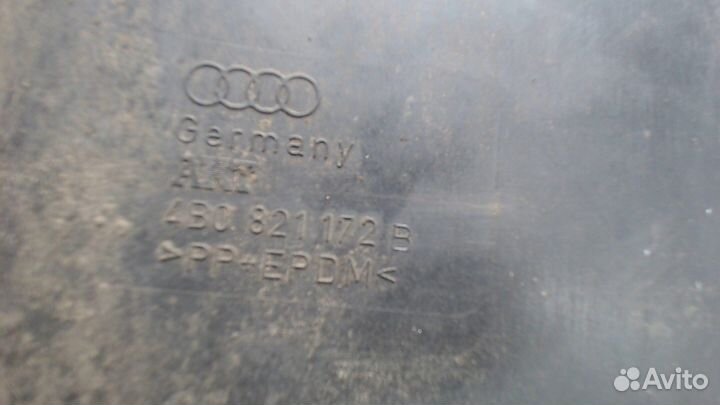 Germany
4B0 821 172 B
>PP+EPDM<
Avito